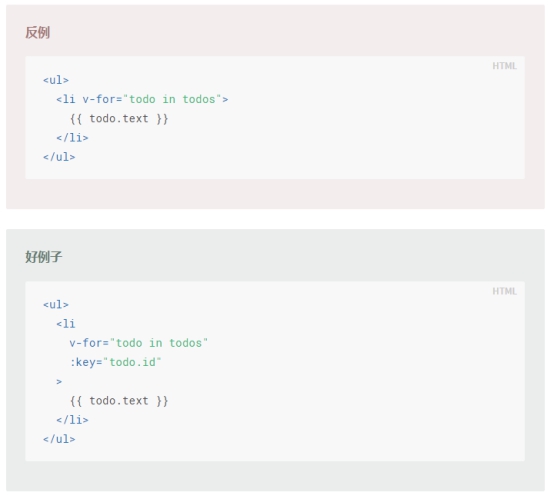 反例
HTML
<ul>
  <li v-for="todo in todos">
    {{ todo.text }}
  </li>
</ul>
好例子
HTML
<ul>
  <li
    v-for="todo in todos"
    :key="todo.id"
  >
    {{ todo.text }}
  </li>
</ul>